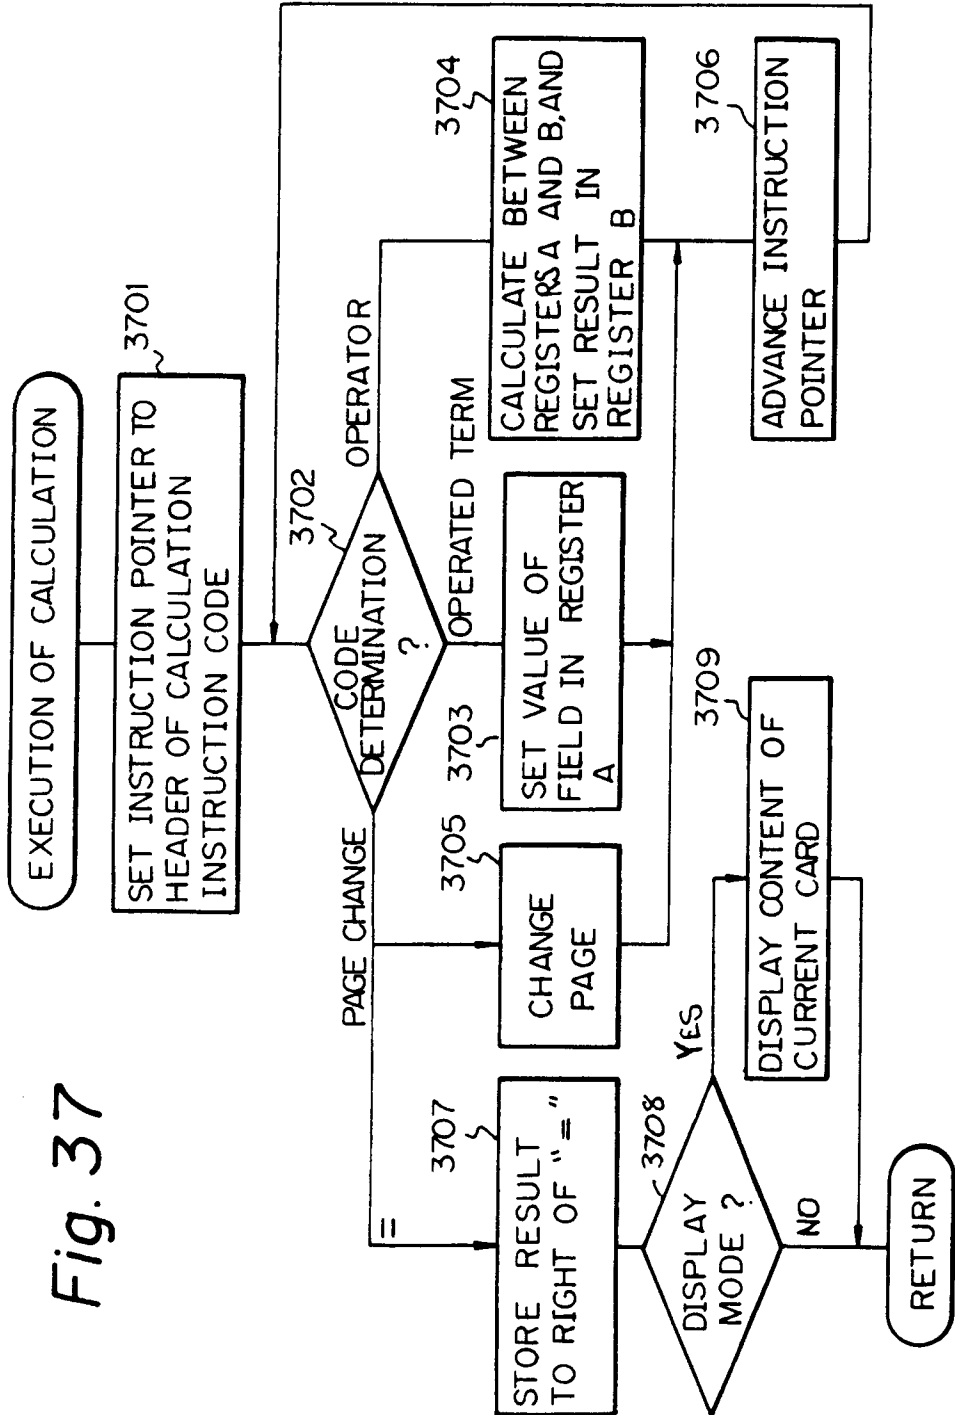 Fig. 37
EXECUTION OF CALCULATION
3701
SET INSTRUCTION POINTER TO
HEADER OF CALCULATION
INSTRUCTION CODE
3702
CODE
DETERMINATION
?
PAGE CHANGE
OPERATOR
=
OPERATED TERM
3707
STORE RESULT
TO RIGHT OF "="
3705
CHANGE
PAGE
3703
SET VALUE OF
FIELD IN REGISTER
A
3704
CALCULATE BETWEEN
REGISTERS A AND B, AND
SET RESULT IN
REGISTER B
3708
DISPLAY
MODE ?
YES
NO
3709
DISPLAY CONTENT OF
CURRENT CARD
3706
ADVANCE INSTRUCTION
POINTER
RETURN